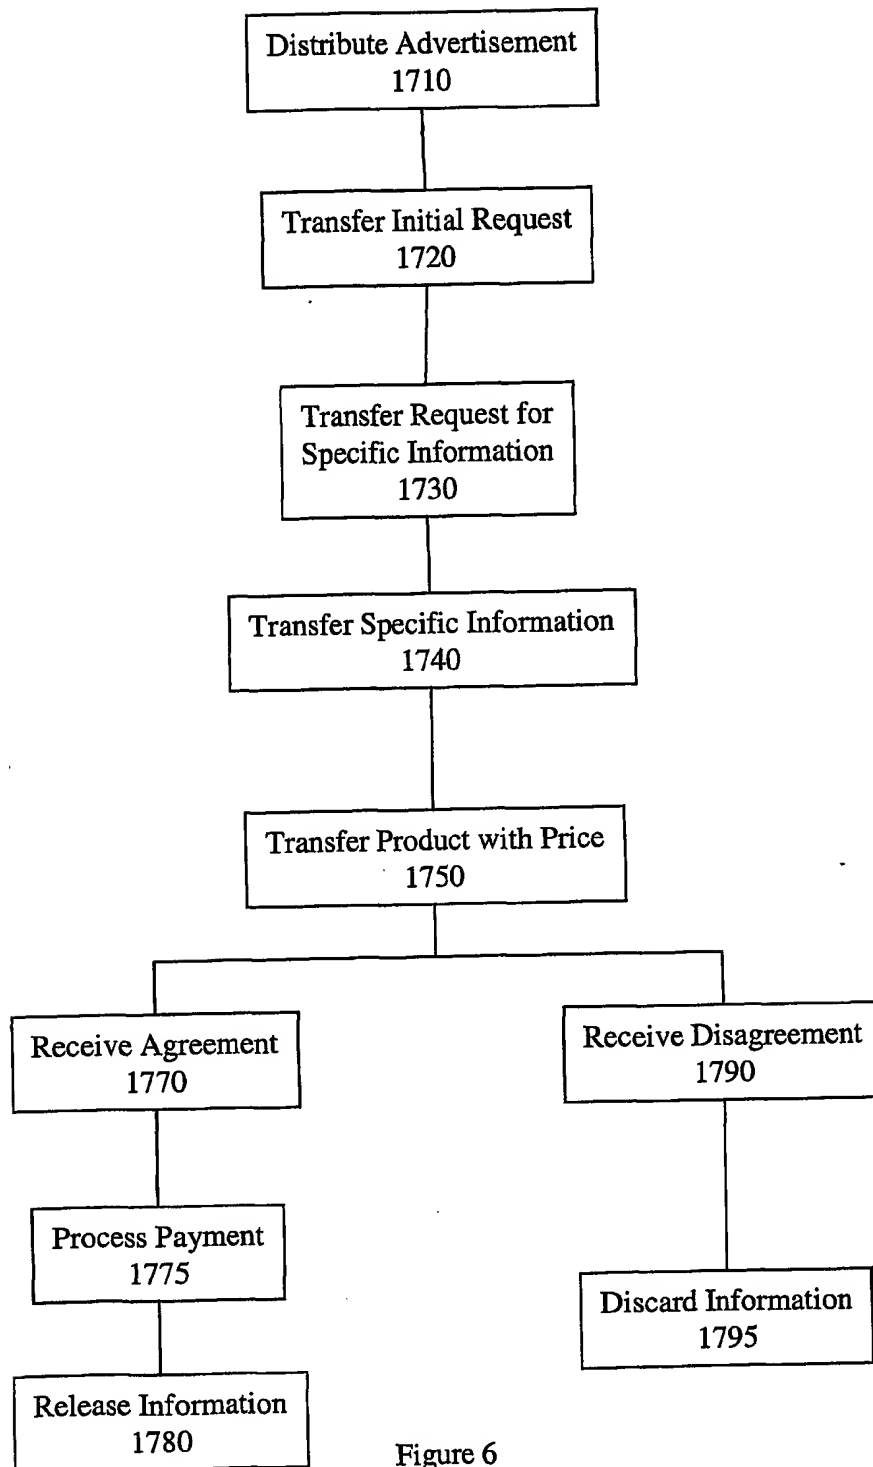 Distribute Advertisement
1710
Transfer Initial Request
1720
Transfer Request for
Specific Information
1730
Transfer Specific Information
1740
Transfer Product with Price
1750
Receive Agreement
1770
Receive Disagreement
1790
Process Payment
1775
Discard Information
1795
Release Information
1780
Figure 6